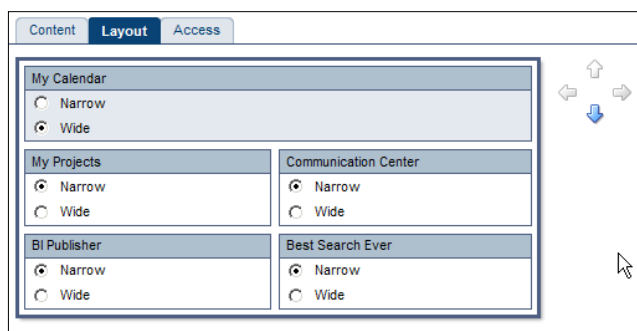 Content Layout Access
My Calendar
Narrow
Wide
My Projects
Narrow
Wide
Communication Center
Narrow
Wide
BI Publisher
Narrow
Wide
Best Search Ever
Narrow
Wide